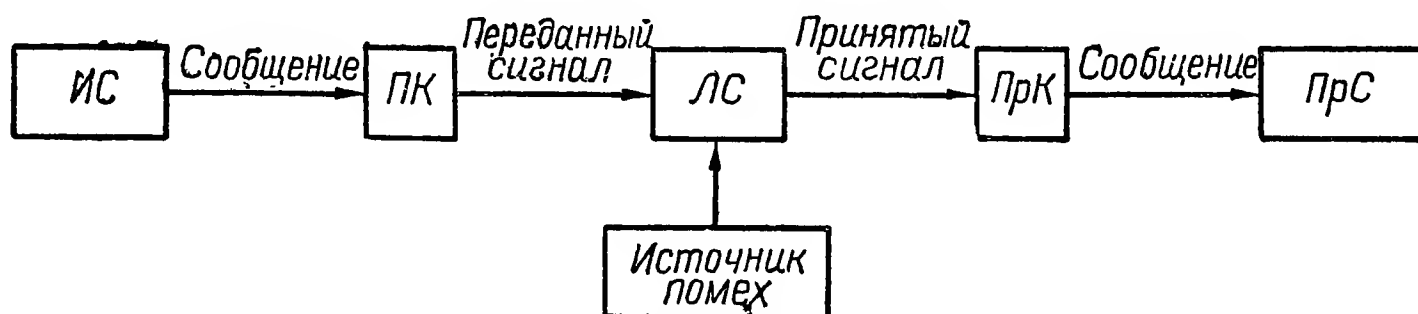 ИС
Сообщение
ПК
Переданный
сигнал
ЛС
Принятый
сигнал
ПрК
Сообщение
ПрС
Источник
помех